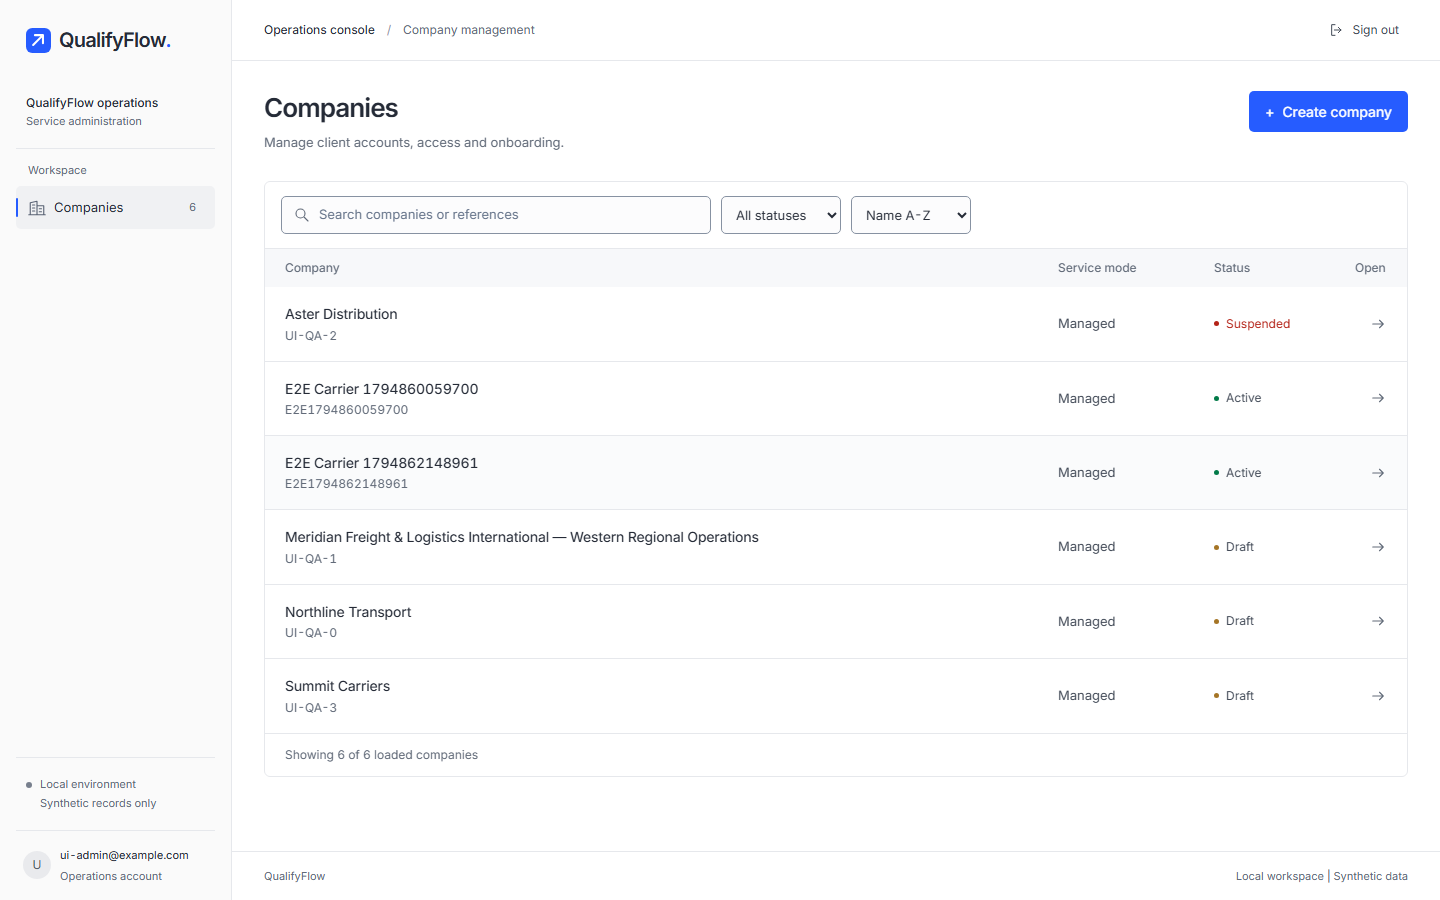 QualifyFlow.
QualifyFlow operations
Service administration
Workspace
Companies 6
Local environment
Synthetic records only
U
ui-admin@example.com
Operations account
Operations console / Company management
Sign out
Companies
Manage client accounts, access and onboarding.
+ Create company
Search companies or references
All statuses
Name A-Z
Company Service mode Status Open
Aster Distribution
UI-QA-2
Managed
Suspended
E2E Carrier 1794860059700
E2E1794860059700
Managed
Active
E2E Carrier 1794862148961
E2E1794862148961
Managed
Active
Meridian Freight & Logistics International — Western Regional Operations
UI-QA-1
Managed
Draft
Northline Transport
UI-QA-0
Managed
Draft
Summit Carriers
UI-QA-3
Managed
Draft
Showing 6 of 6 loaded companies
QualifyFlow
Local workspace | Synthetic data